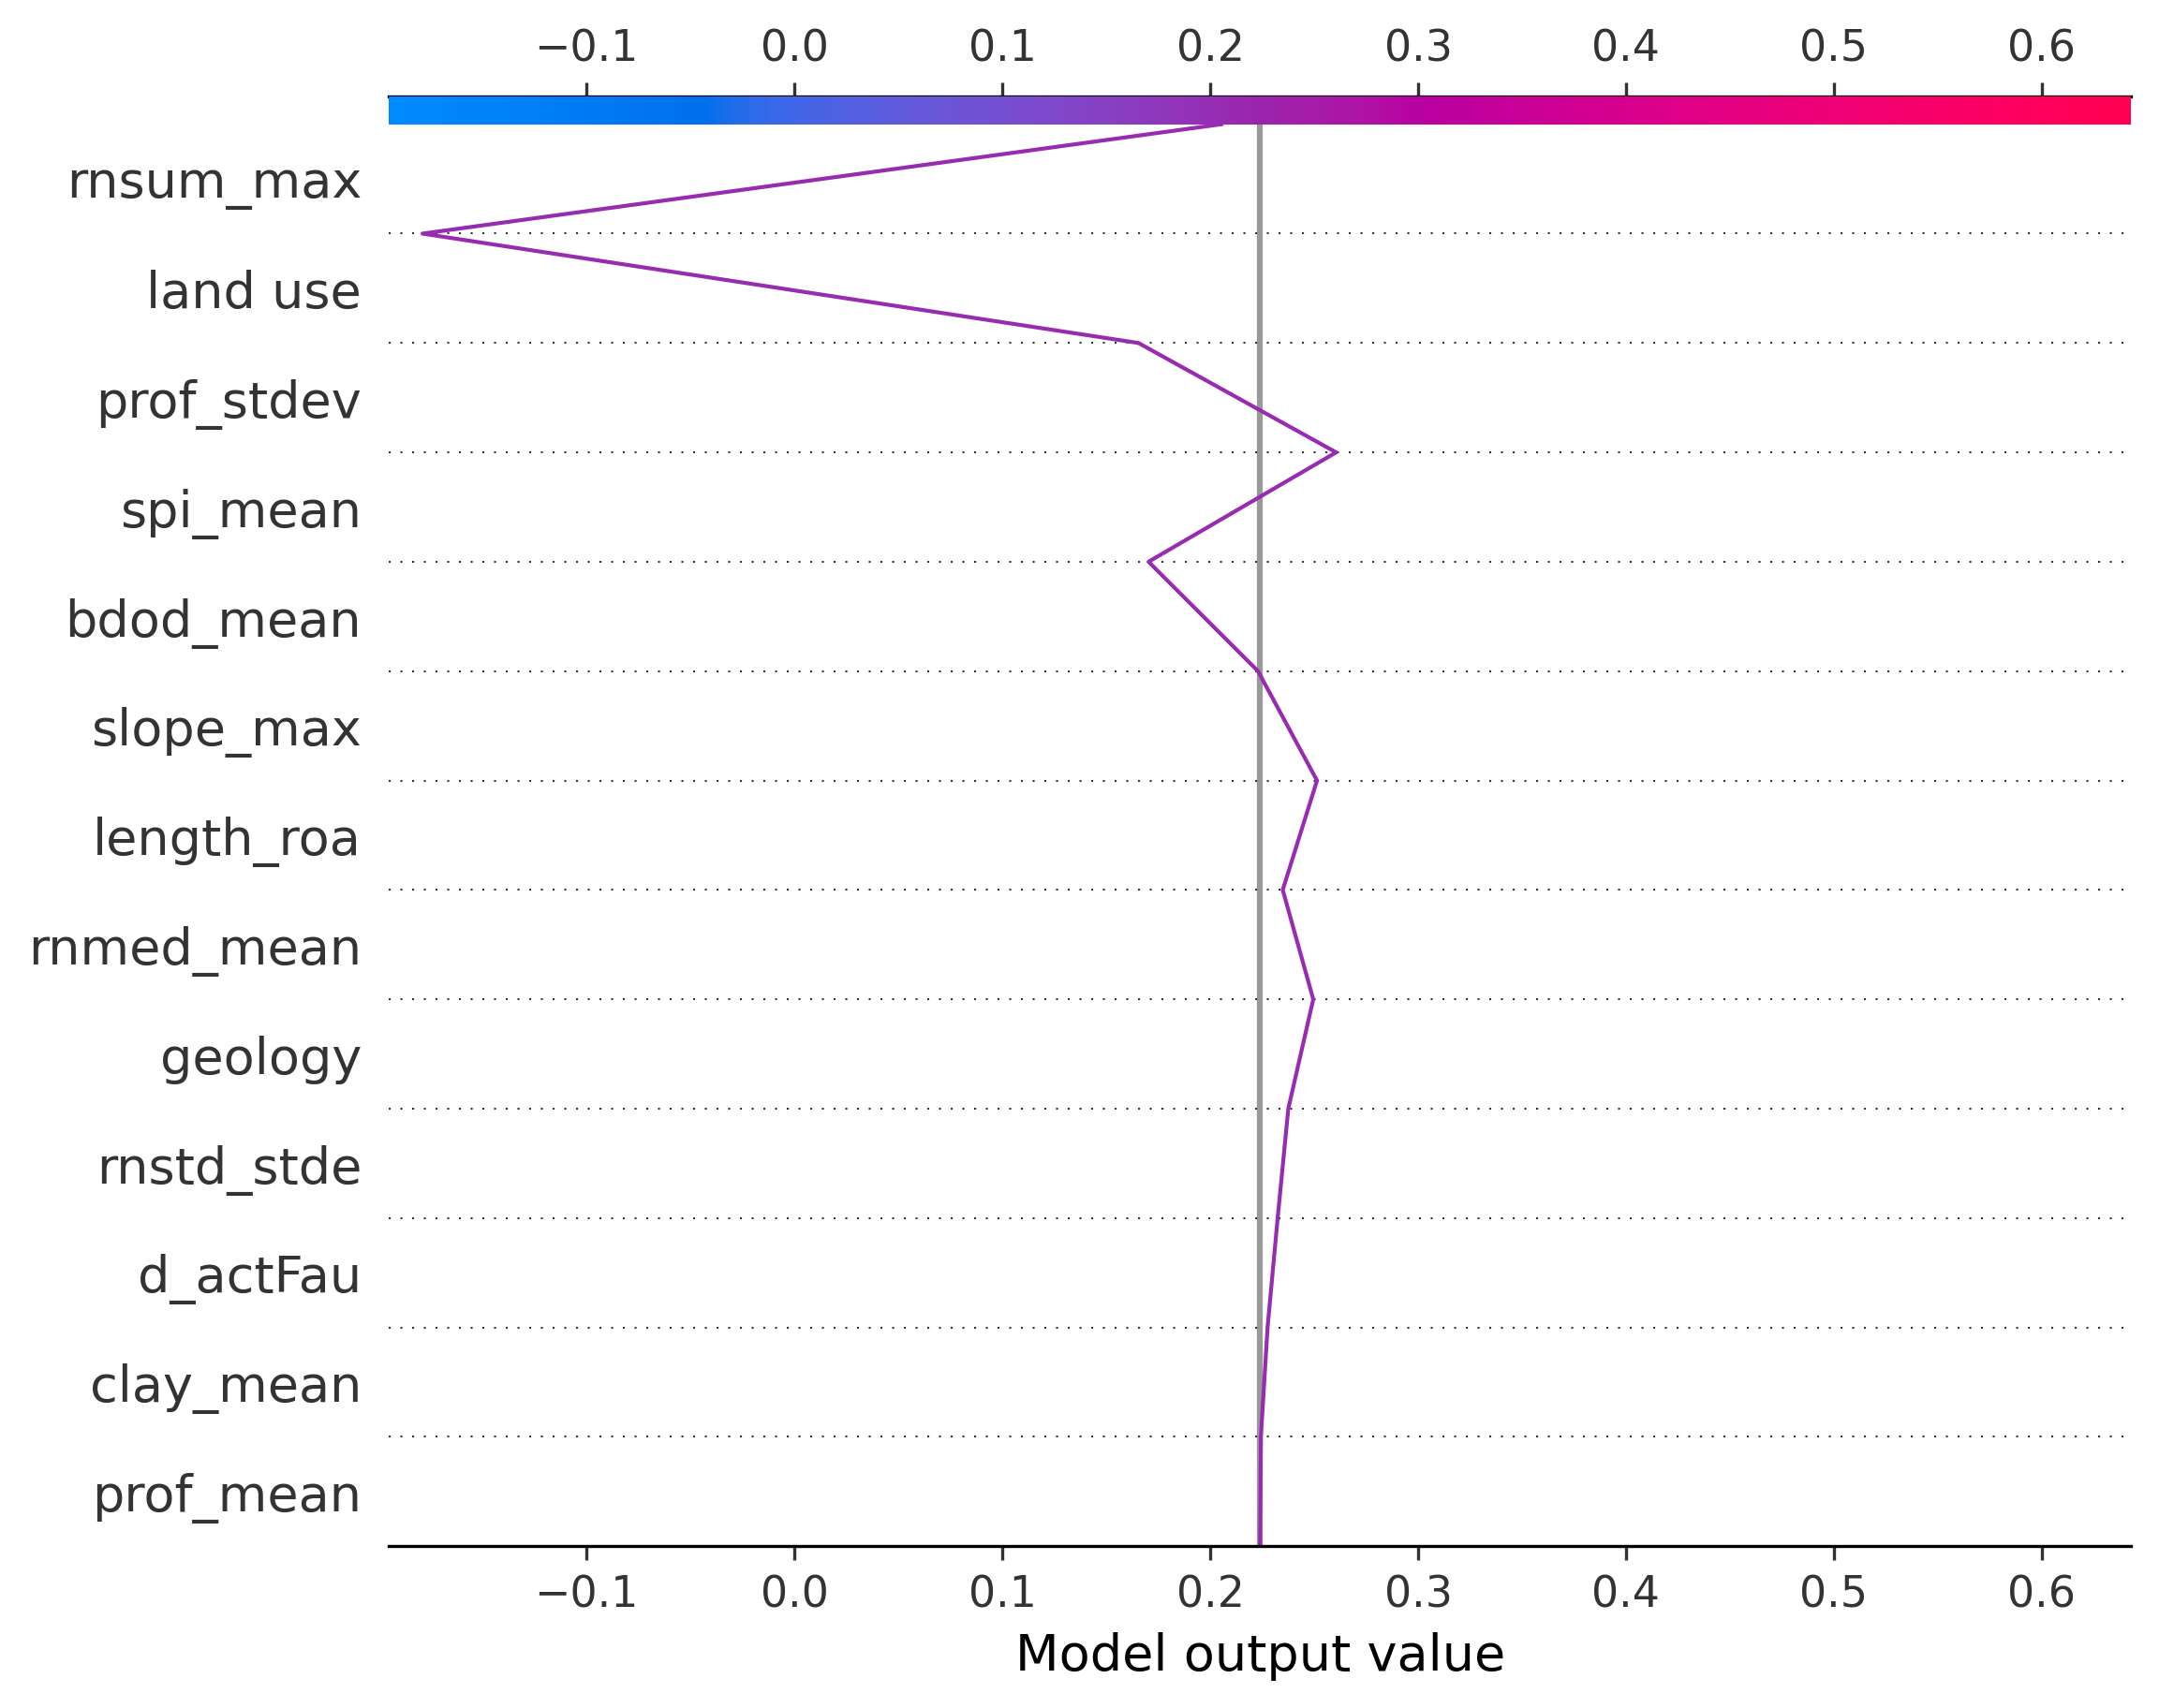 −0.1 0.0 0.1 0.2 0.3 0.4 0.5 0.6
rnsum_max
land use
prof_stdev
spi_mean
bdod_mean
slope_max
length_roa
rnmed_mean
geology
rnstd_stde
d_actFau
clay_mean
prof_mean
−0.1 0.0 0.1 0.2 0.3 0.4 0.5 0.6
Model output value